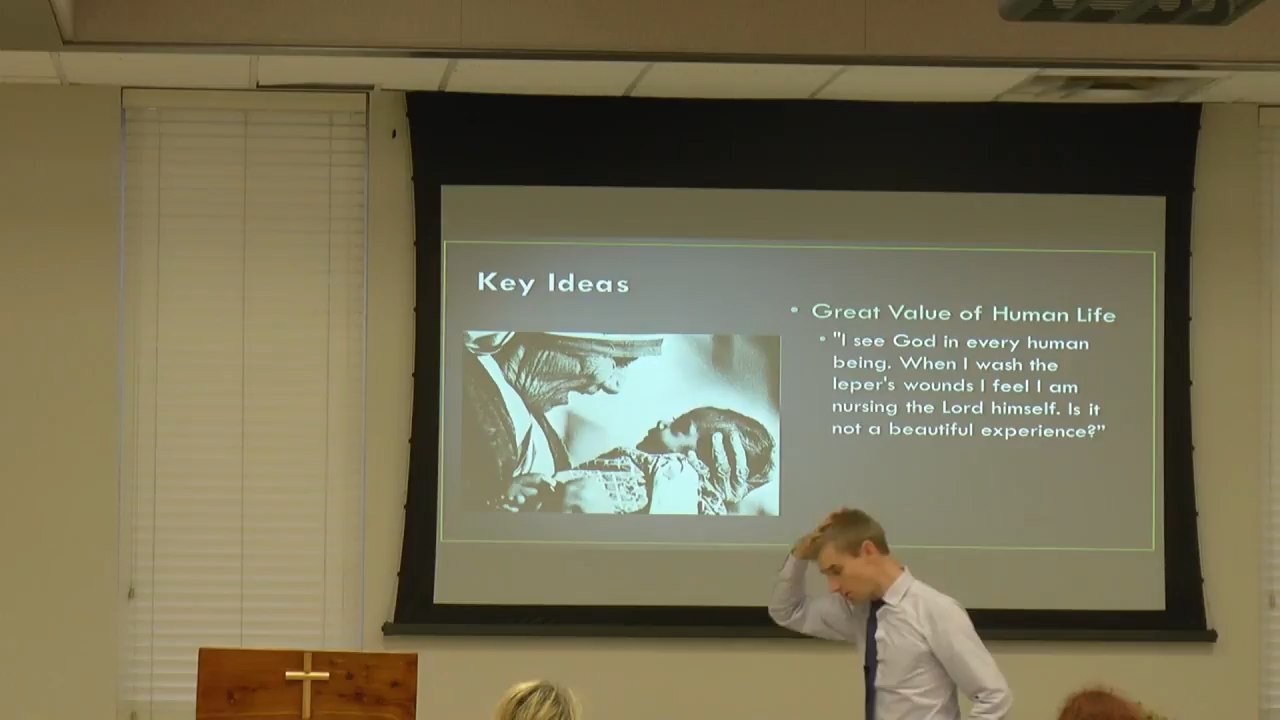 Key Ideas
• Great Value of Human Life
• "I see God in every human
being. When I wash the
leper's wounds I feel I am
nursing the Lord himself. Is it
not a beautiful experience?"